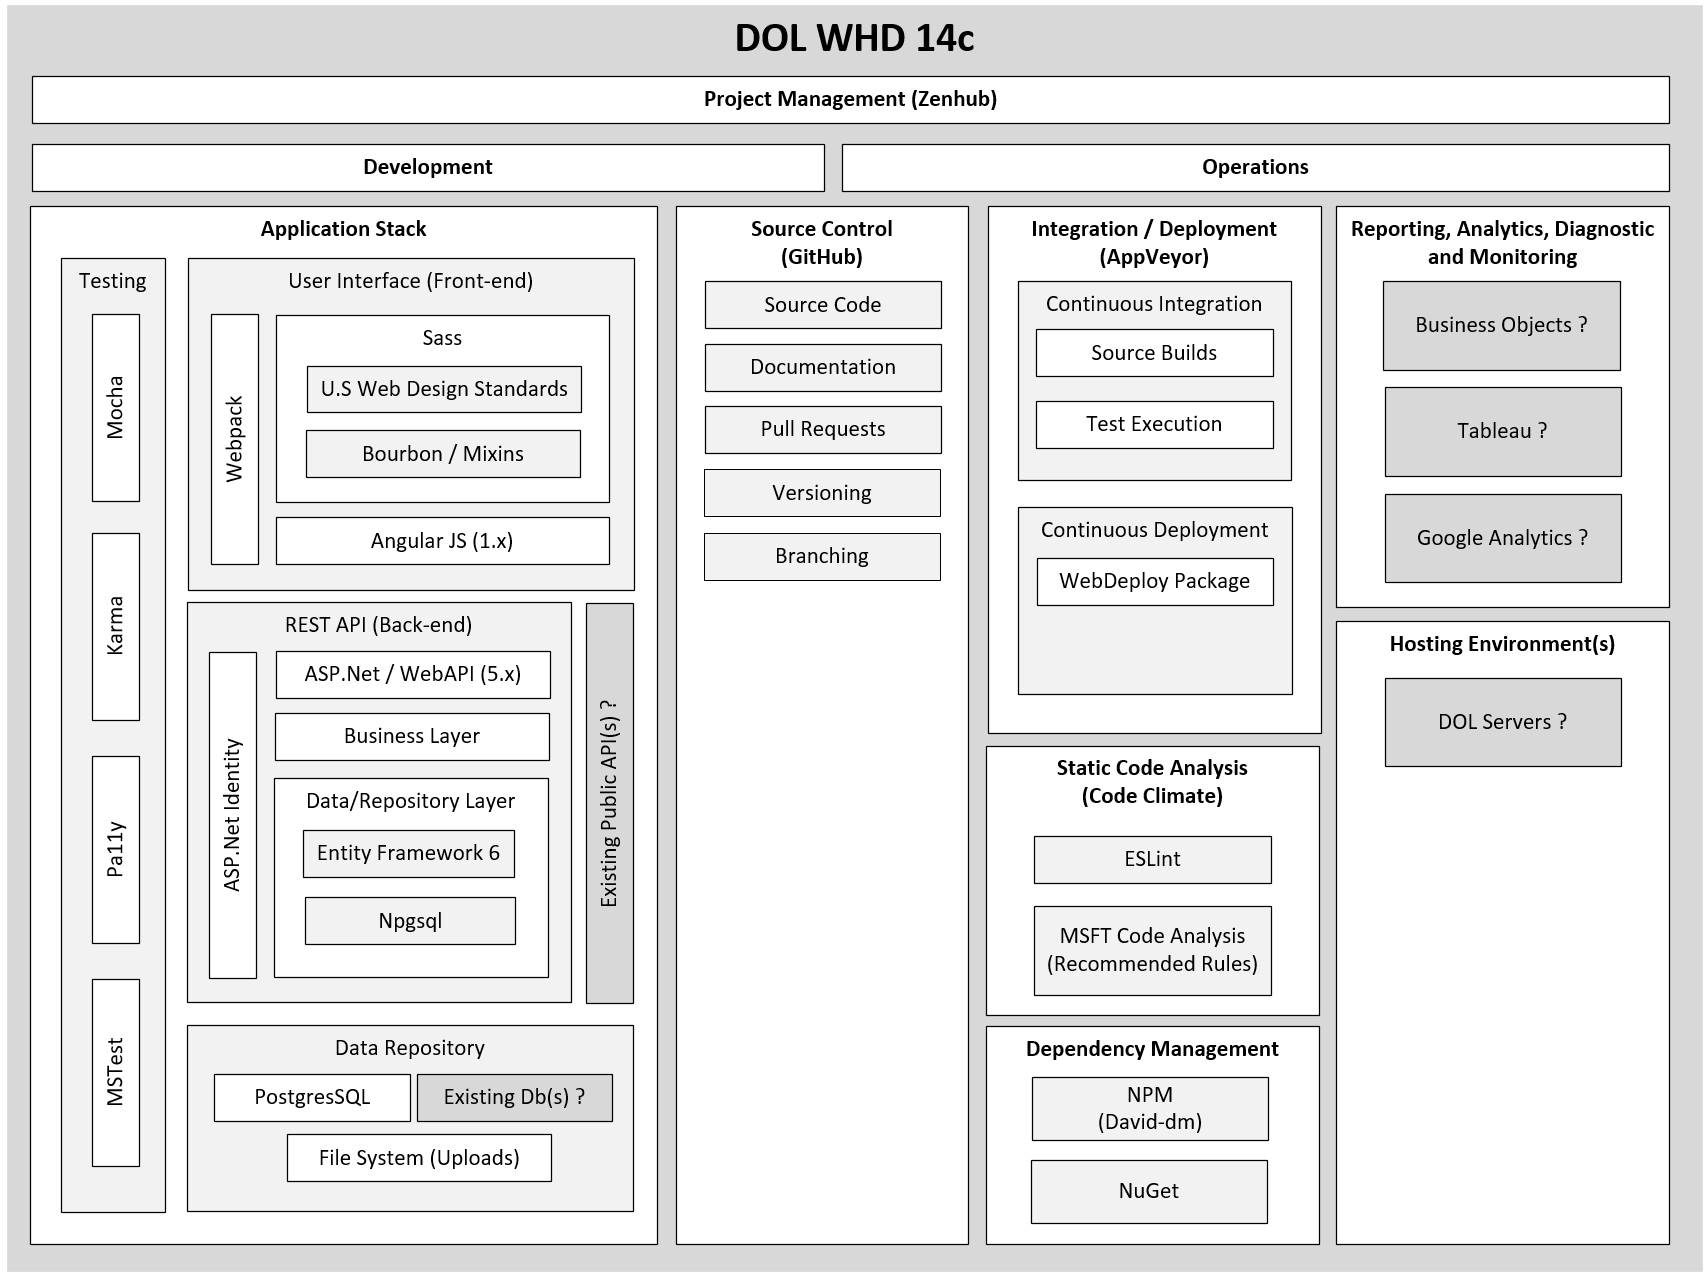 DOL WHD 14c
Project Management (Zenhub)
Development
Operations
Application Stack
Testing
Mocha
Karma
Pa11y
MSTest
User Interface (Front-end)
Webpack
Sass
U.S Web Design Standards
Bourbon / Mixins
Angular JS (1.x)
REST API (Back-end)
ASP.Net Identity
ASP.Net / WebAPI (5.x)
Business Layer
Data/Repository Layer
Entity Framework 6
Npgsql
Existing Public API(s) ?
Data Repository
PostgresSQL
Existing Db(s) ?
File System (Uploads)
Source Control
(GitHub)
Source Code
Documentation
Pull Requests
Versioning
Branching
Integration / Deployment
(AppVeyor)
Continuous Integration
Source Builds
Test Execution
Continuous Deployment
WebDeploy Package
Static Code Analysis
(Code Climate)
ESLint
MSFT Code Analysis
(Recommended Rules)
Dependency Management
NPM
(David-dm)
NuGet
Reporting, Analytics, Diagnostic
and Monitoring
Business Objects ?
Tableau ?
Google Analytics ?
Hosting Environment(s)
DOL Servers ?